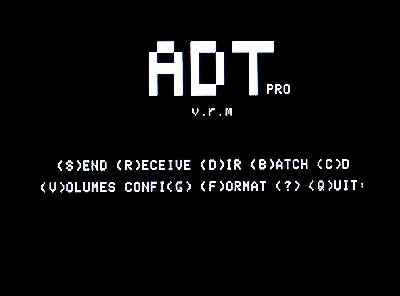 ADT
PRO
v.r.m
(S)END (R)ECEIVE (D)IR (B)ATCH (C)D
(V)OLUMES CONFI(G) (F)ORMAT (?) (Q)UIT: